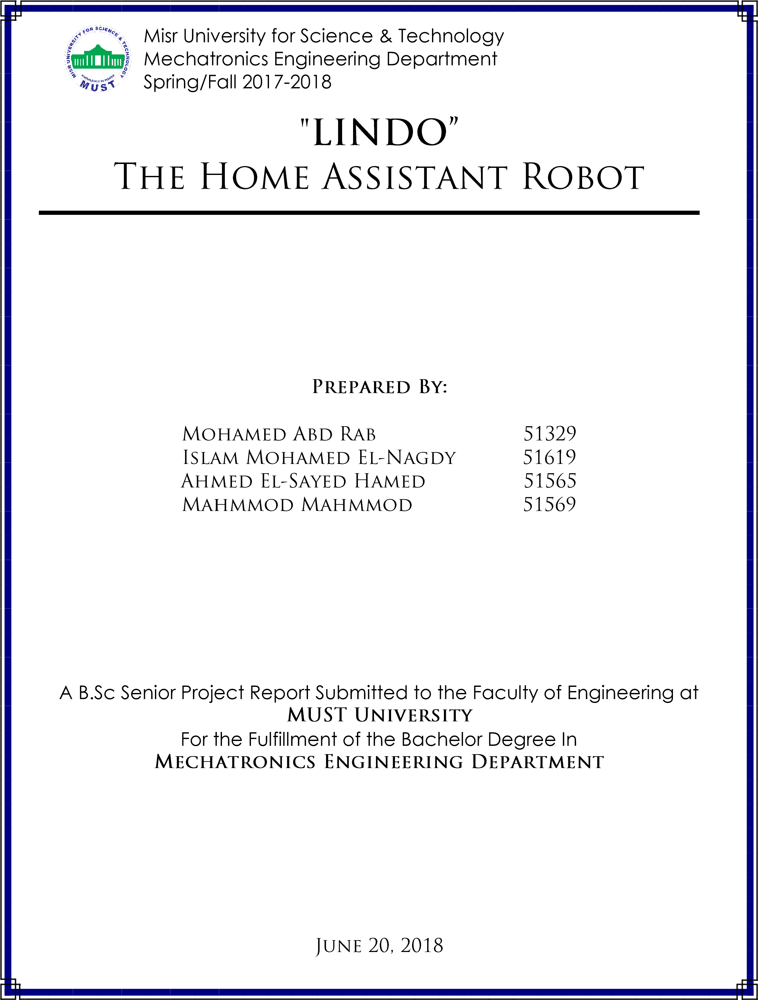 MISR UNIVERSITY FOR SCIENCE & TECHNOLOGY
KNOWLEDGE IS POWER
MUST
Misr University for Science & Technology
Mechatronics Engineering Department
Spring/Fall 2017-2018
"LINDO”
The Home Assistant Robot
Prepared By:
Mohamed Abd Rab 51329
Islam Mohamed El-Nagdy 51619
Ahmed El-Sayed Hamed 51565
Mahmmod Mahmmod 51569
A B.Sc Senior Project Report Submitted to the Faculty of Engineering at
MUST University
For the Fulfillment of the Bachelor Degree In
Mechatronics Engineering Department
June 20, 2018